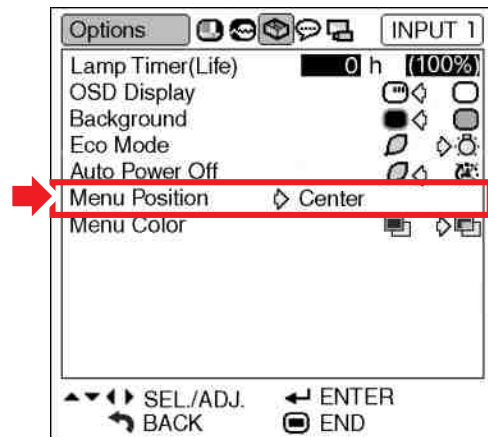 Options INPUT 1
Lamp Timer(Life) 0 h (100%)
OSD Display
Background
Eco Mode
Auto Power Off
Menu Position Center
Menu Color
SEL./ADJ. ENTER
BACK END